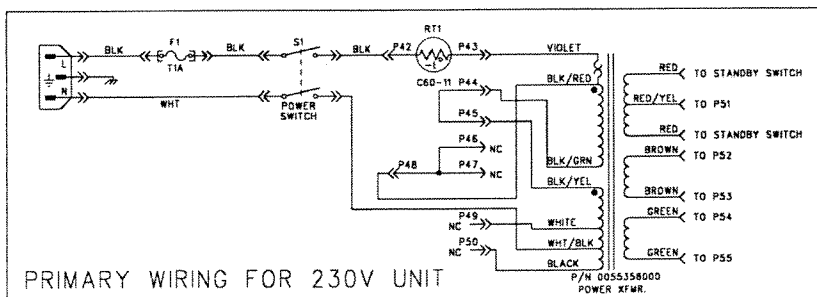 RT1
F1
S1
BLK
BLK
BLK
P42
P43
VIOLET
L
T1A
-t
RED
TO STANDBY SWITCH
C60-11
P44
BLK/RED
N
WHT
POWER
SWITCH
P45
RED/YEL
TO P51
RED
TO STANDBY SWITCH
P46
NC
BROWN
TO P52
P48
P47
NC
BLK/GRN
BLK/YEL
BROWN
TO P53
P49
NC
WHITE
GREEN
TO P54
P50
NC
WHT/BLK
BLACK
GREEN
TO P55
PRIMARY WIRING FOR 230V UNIT
P/N 0055358000
POWER XFMR.